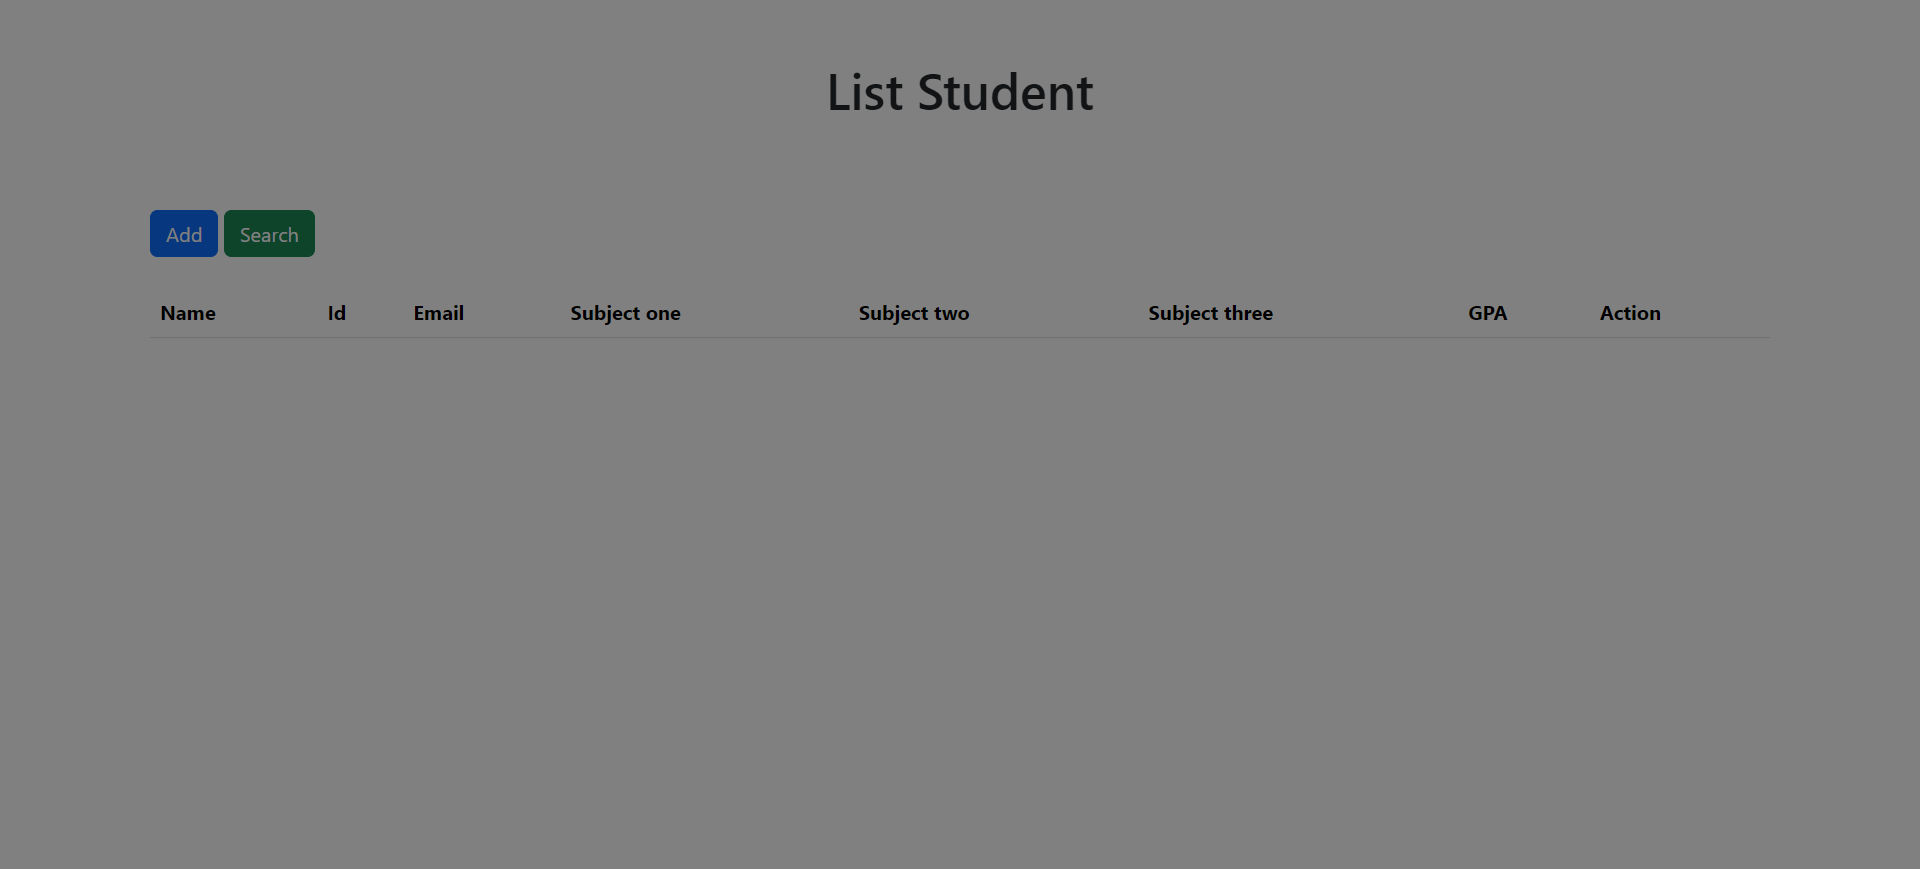 List Student
Add Search
Name Id Email Subject one Subject two Subject three GPA Action